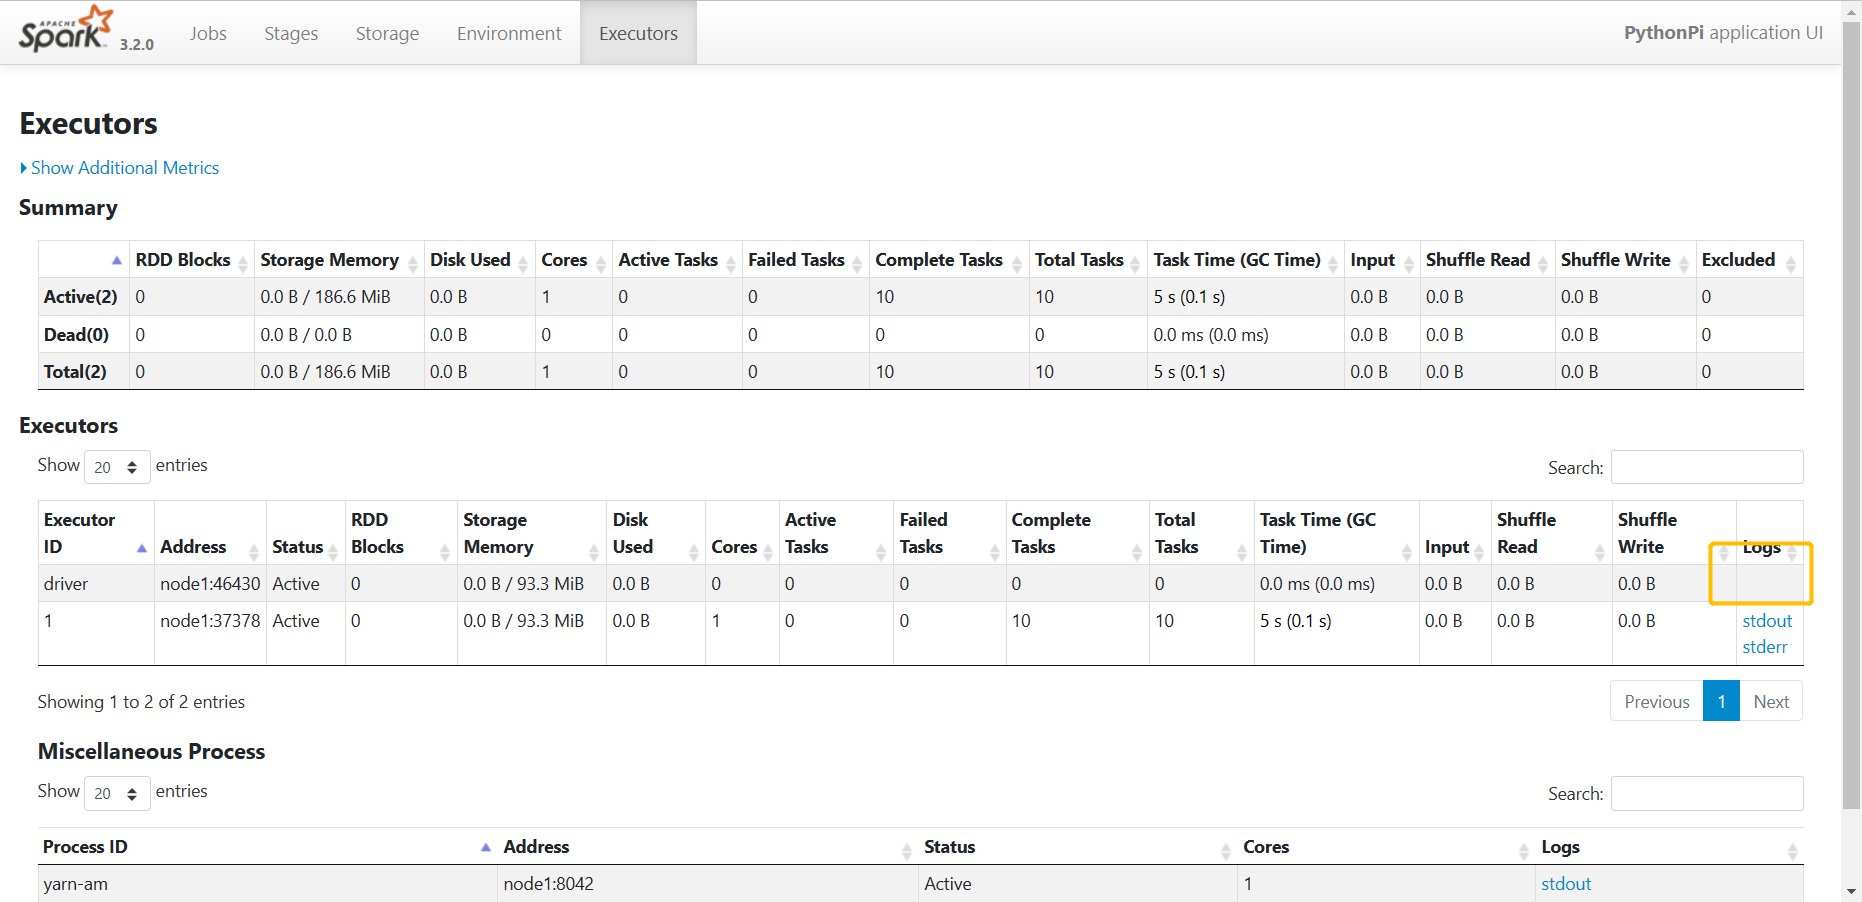 APACHE
Spark 3.2.0 Jobs Stages Storage Environment Executors PythonPi application UI
Executors
Show Additional Metrics
Summary
RDD Blocks Storage Memory Disk Used Cores Active Tasks Failed Tasks Complete Tasks Total Tasks Task Time (GC Time) Input Shuffle Read Shuffle Write Excluded
Active(2) 0 0.0 B / 186.6 MiB 0.0 B 1 0 0 10 10 5 s (0.1 s) 0.0 B 0.0 B 0.0 B 0
Dead(0) 0 0.0 B / 0.0 B 0.0 B 0 0 0 0 0 0.0 ms (0.0 ms) 0.0 B 0.0 B 0.0 B 0
Total(2) 0 0.0 B / 186.6 MiB 0.0 B 1 0 0 10 10 5 s (0.1 s) 0.0 B 0.0 B 0.0 B 0
Executors
Show 20 entries Search:
Executor ID Address Status RDD Blocks Storage Memory Disk Used Cores Active Tasks Failed Tasks Complete Tasks Total Tasks Task Time (GC Time) Input Shuffle Read Shuffle Write Logs
driver node1:46430 Active 0 0.0 B / 93.3 MiB 0.0 B 0 0 0 0 0 0.0 ms (0.0 ms) 0.0 B 0.0 B 0.0 B
1 node1:37378 Active 0 0.0 B / 93.3 MiB 0.0 B 1 0 0 10 10 5 s (0.1 s) 0.0 B 0.0 B 0.0 B stdout
stderr
Showing 1 to 2 of 2 entries Previous 1 Next
Miscellaneous Process
Show 20 entries Search:
Process ID Address Status Cores Logs
yarn-am node1:8042 Active 1 stdout